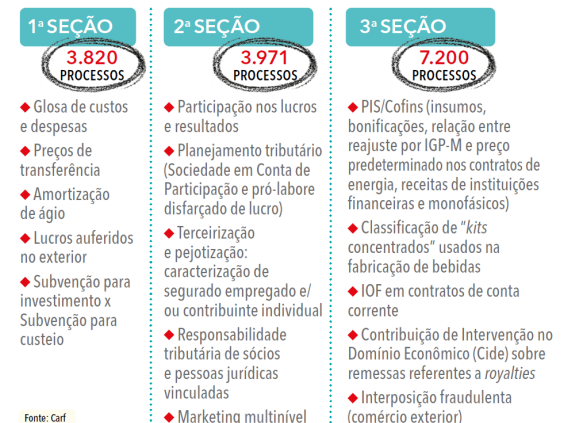 1ª SEÇÃO
3.820
PROCESSOS
◆ Glosa de custos
e despesas
◆ Preços de
transferência
◆ Amortização
de ágio
◆ Lucros auferidos
no exterior
◆ Subvenção para
investimento x
Subvenção para
custeio
Fonte: Carf
2ª SEÇÃO
3.971
PROCESSOS
◆ Participação nos lucros
e resultados
◆ Planejamento tributário
(Sociedade em Conta de
Participação e pró-labore
disfarçado de lucro)
◆ Terceirização
e pejotização:
caracterização de
segurado empregado e/
ou contribuinte individual
◆ Responsabilidade
tributária de sócios
e pessoas jurídicas
vinculadas
◆ Marketing multinível
3ª SEÇÃO
7.200
PROCESSOS
◆ PIS/Cofins (insumos,
bonificações, relação entre
reajuste por IGP-M e preço
predeterminado nos contratos de
energia, receitas de instituições
financeiras e monofásicos)
◆ Classificação de “kits
concentrados” usados na
fabricação de bebidas
◆ IOF em contratos de conta
corrente
◆ Contribuição de Intervenção no
Domínio Econômico (Cide) sobre
remessas referentes a royalties
◆ Interposição fraudulenta
(comércio exterior)